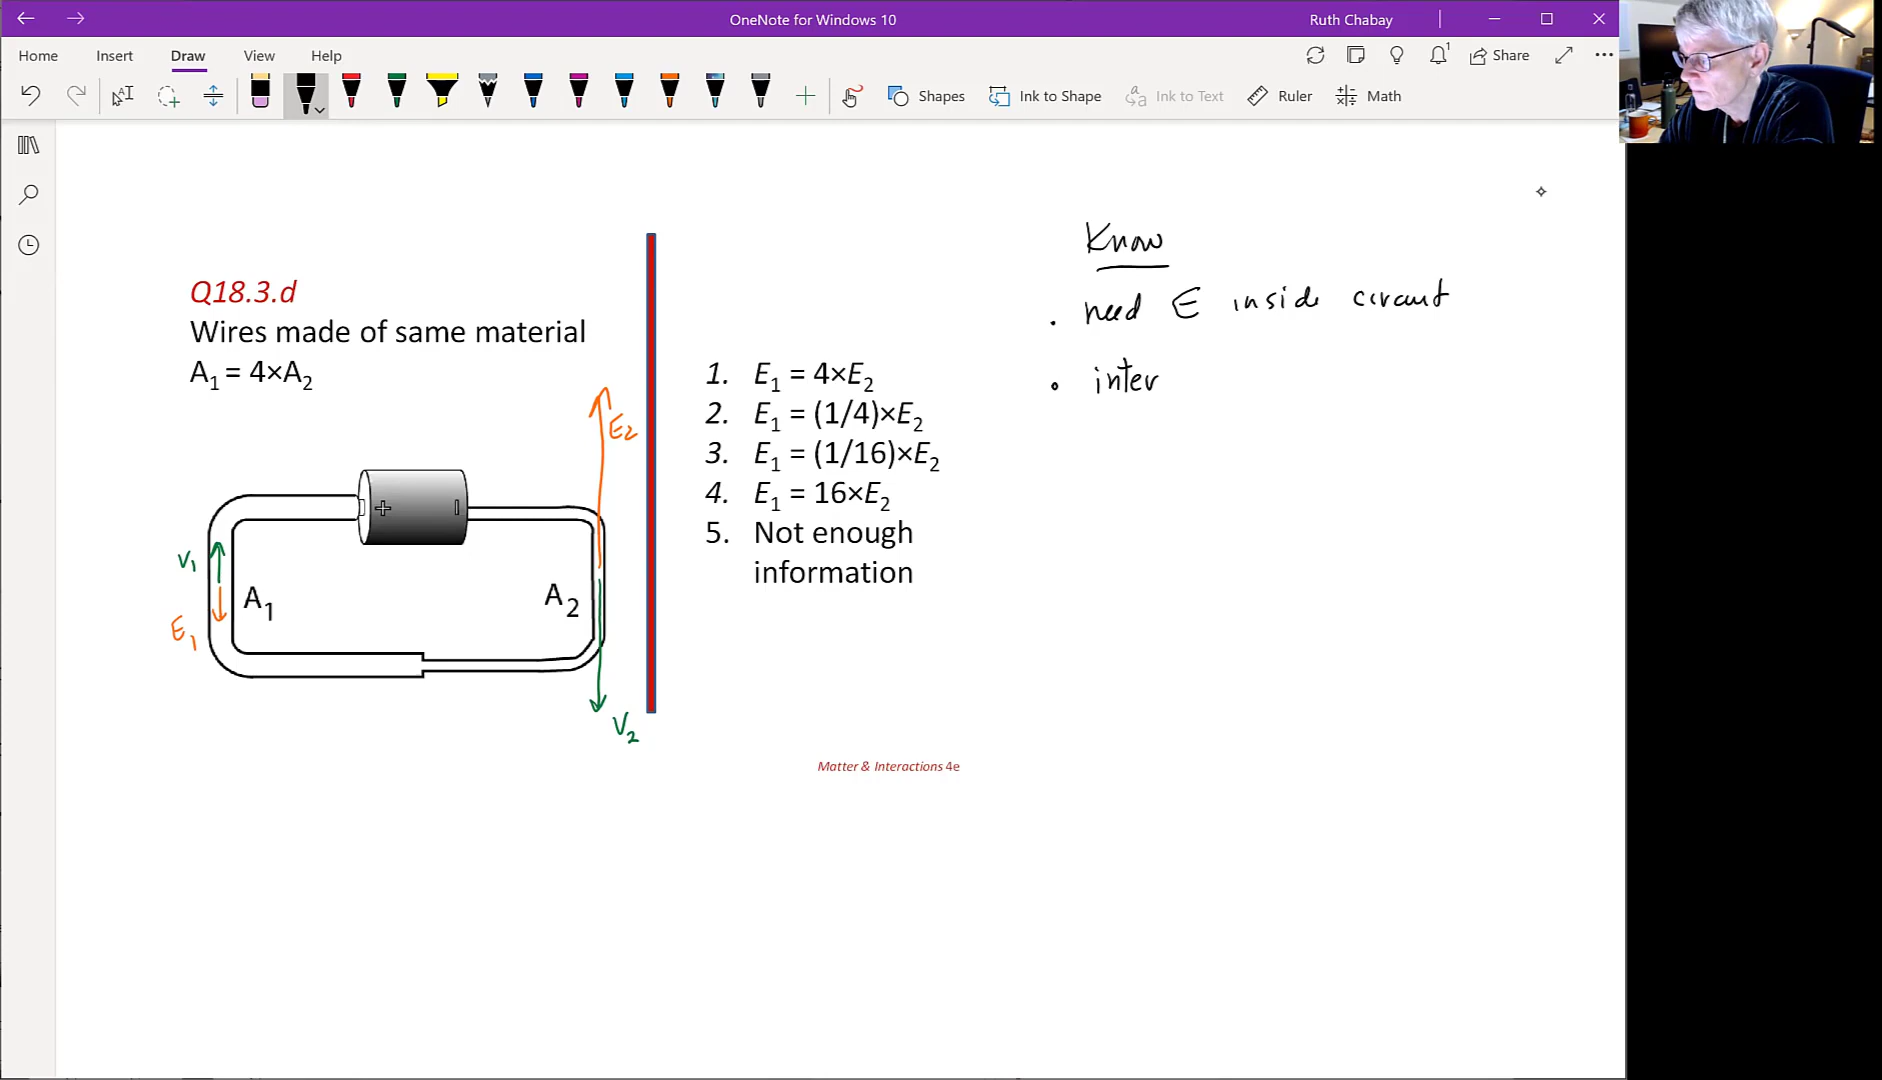 OneNote for Windows 10
Ruth Chabay
Home Insert Draw View Help
Share
Shapes Ink to Shape Ink to Text Ruler Math
Know
Q18.3.d
Wires made of same material
A₁ = 4×A₂
• need E inside circuit
• inter
1. E₁ = 4×E₂
2. E₁ = (1/4)×E₂
3. E₁ = (1/16)×E₂
4. E₁ = 16×E₂
5. Not enough
information
E₂
+ –
V₁
A₁
A₂
E₁
V₂
Matter & Interactions 4e